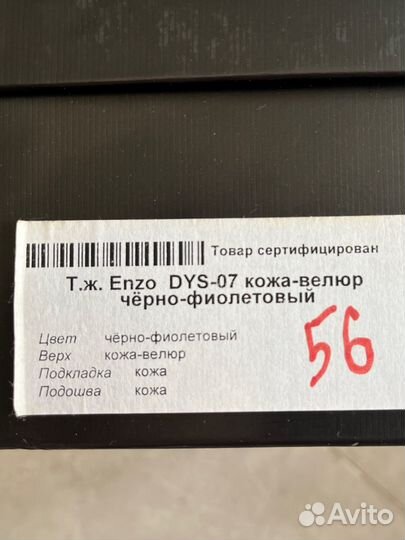 Товар сертифицирован
Т.ж. Enzo DYS-07 кожа-велюр
чёрно-фиолетовый
Цвет чёрно-фиолетовый
Верх кожа-велюр
Подкладка кожа
Подошва кожа
56
Avito